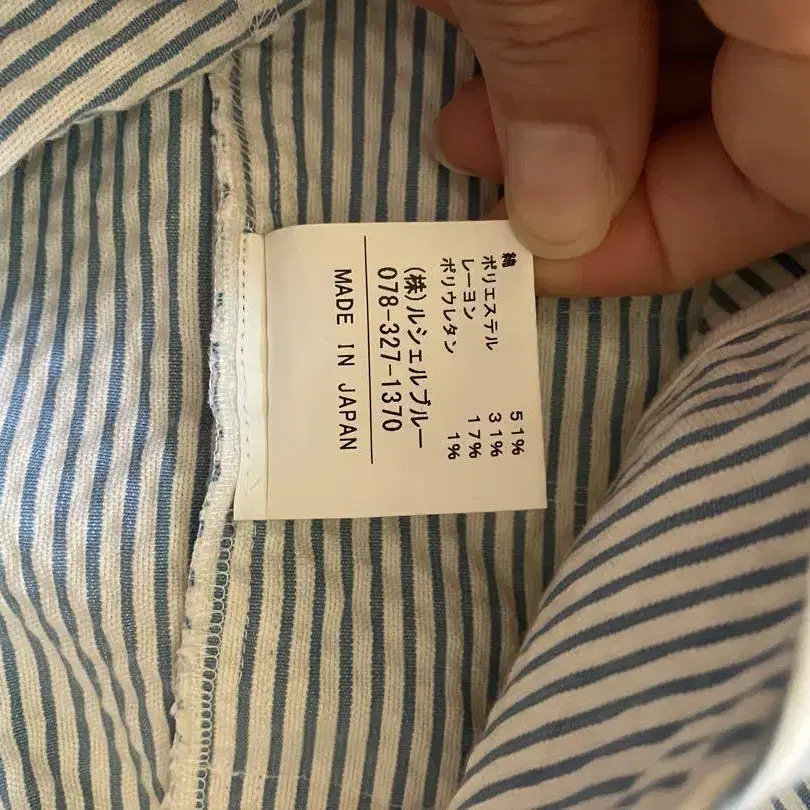 綿 51%
ポリエステル 31%
レーヨン 17%
ポリウレタン 1%
(株)ルシェルブルー
078-327-1370
MADE IN JAPAN